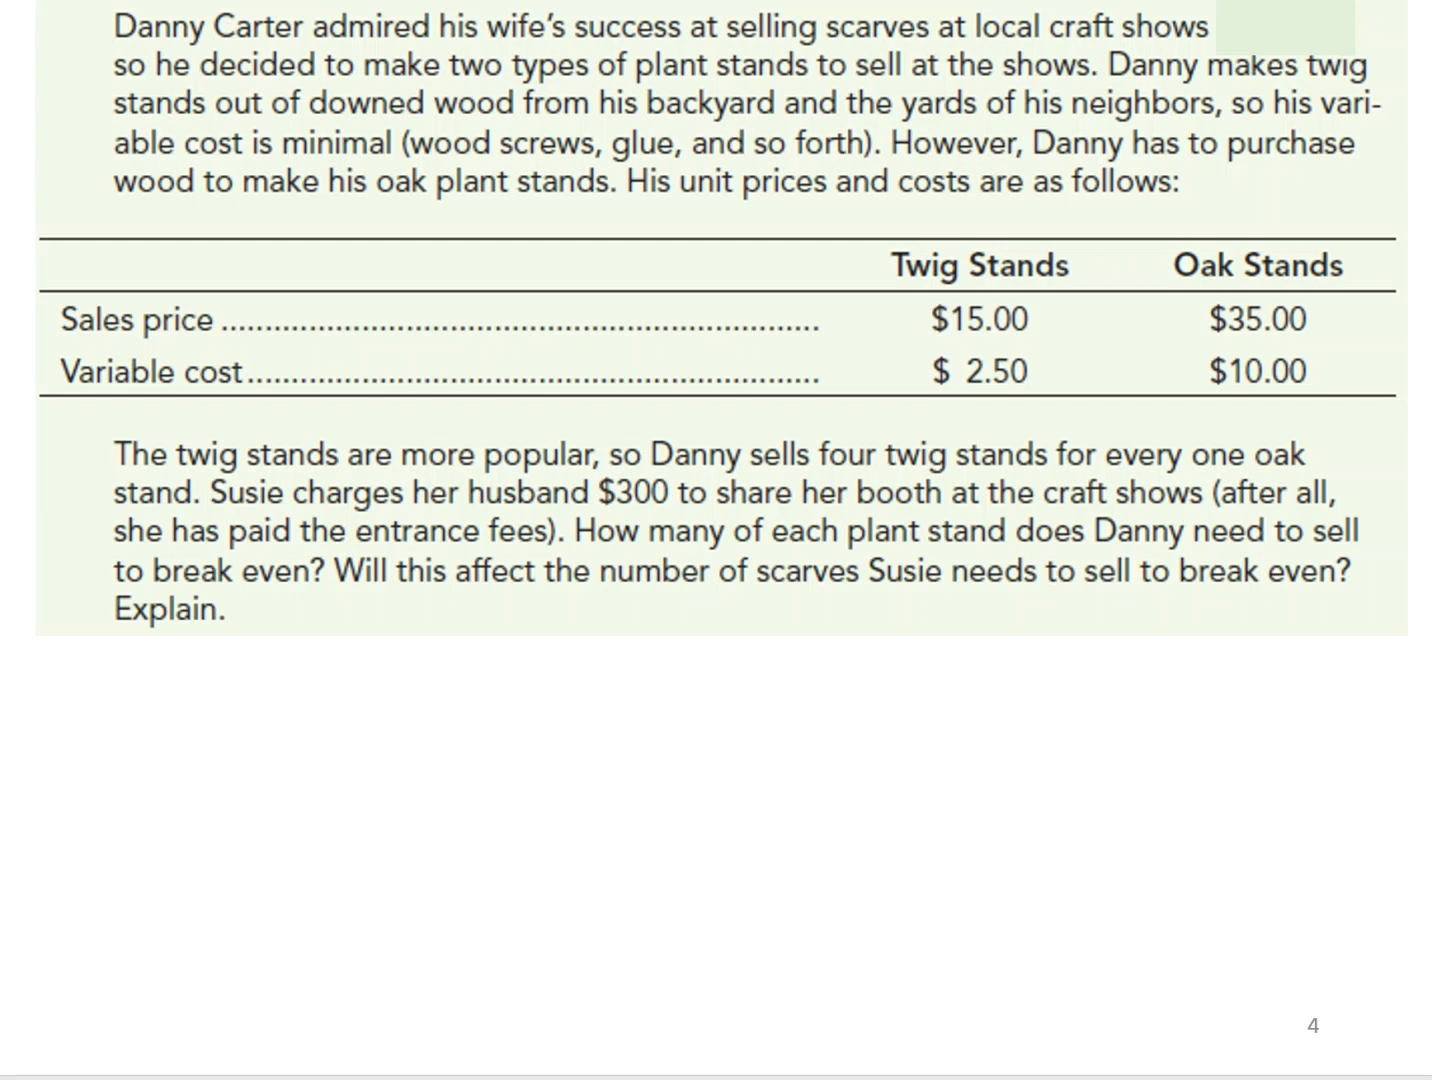 Danny Carter admired his wife's success at selling scarves at local craft shows
so he decided to make two types of plant stands to sell at the shows. Danny makes twig
stands out of downed wood from his backyard and the yards of his neighbors, so his vari-
able cost is minimal (wood screws, glue, and so forth). However, Danny has to purchase
wood to make his oak plant stands. His unit prices and costs are as follows:
Twig Stands Oak Stands
Sales price ............................................................ $15.00 $35.00
Variable cost .......................................................... $ 2.50 $10.00
The twig stands are more popular, so Danny sells four twig stands for every one oak
stand. Susie charges her husband $300 to share her booth at the craft shows (after all,
she has paid the entrance fees). How many of each plant stand does Danny need to sell
to break even? Will this affect the number of scarves Susie needs to sell to break even?
Explain.
4